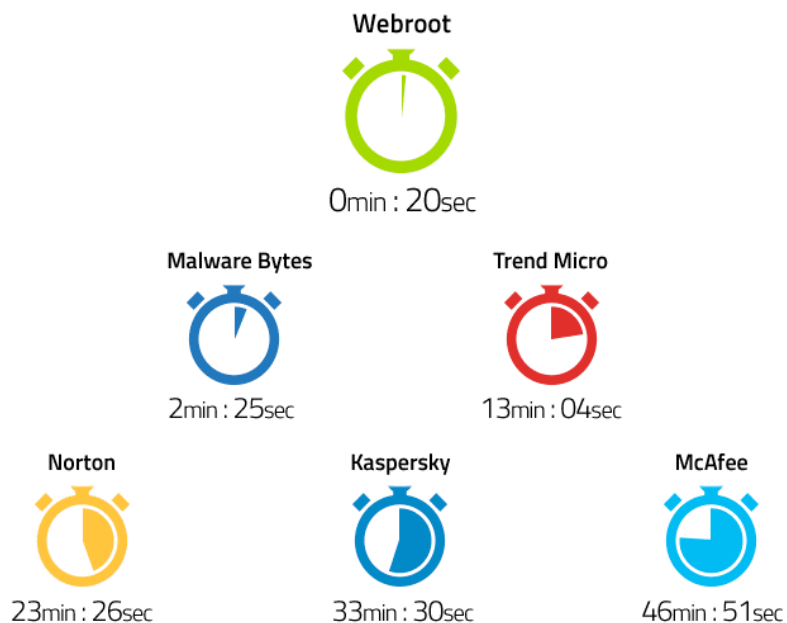 Webroot
0min : 20sec
Malware Bytes
Trend Micro
2min : 25sec
13min : 04sec
Norton
Kaspersky
McAfee
23min : 26sec
33min : 30sec
46min : 51sec